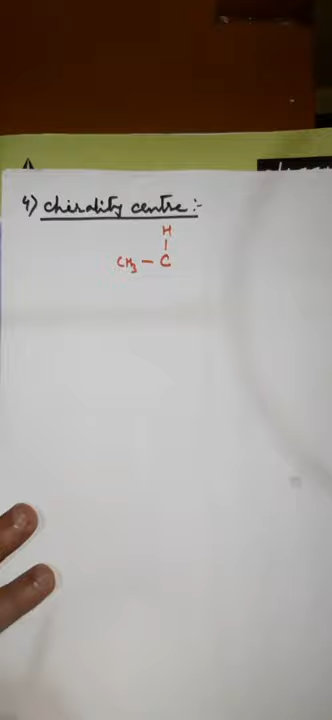 4) chirality centre :-
H
|
CH₃ — C